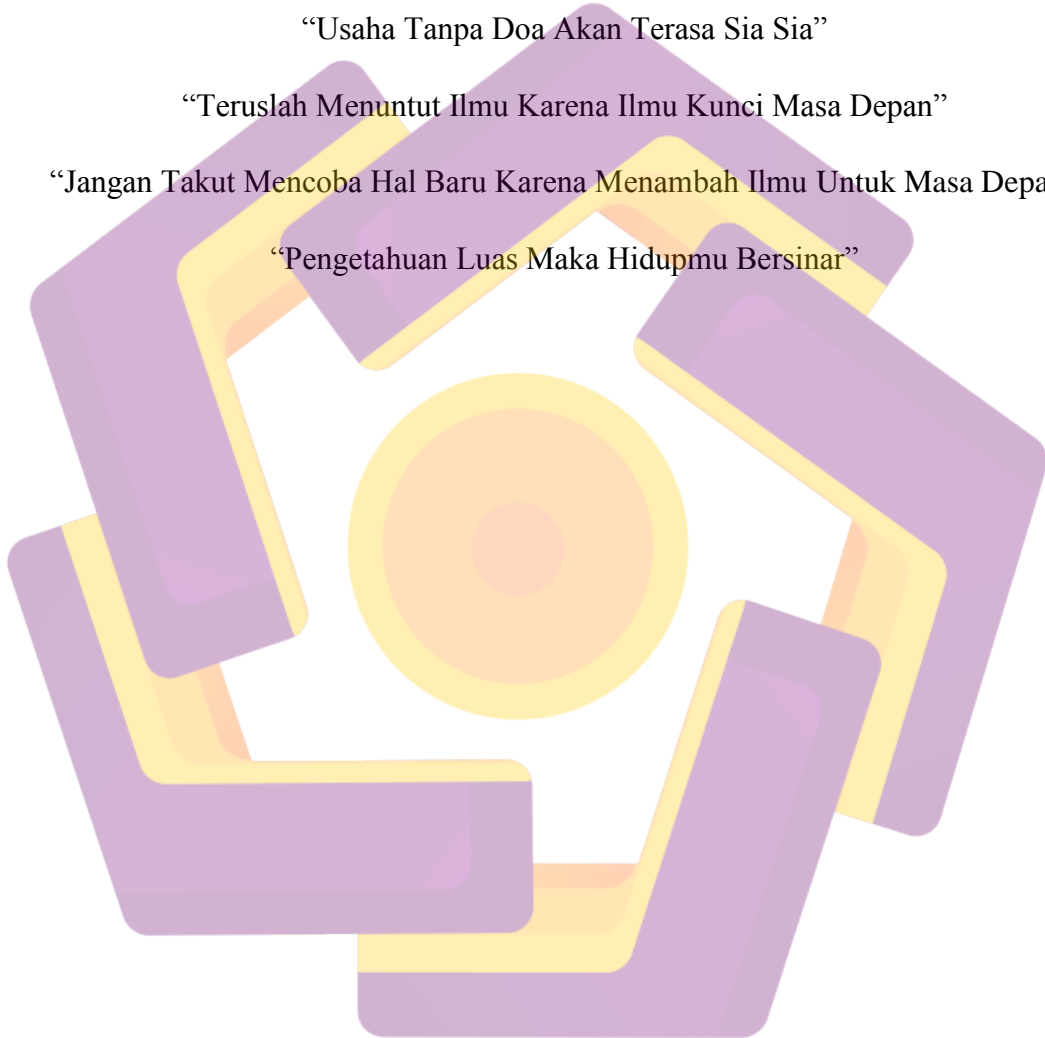 “Usaha Tanpa Doa Akan Terasa Sia Sia”
“Teruslah Menuntut Ilmu Karena Ilmu Kunci Masa Depan”
“Jangan Takut Mencoba Hal Baru Karena Menambah Ilmu Untuk Masa Depa
“Pengetahuan Luas Maka Hidupmu Bersinar”